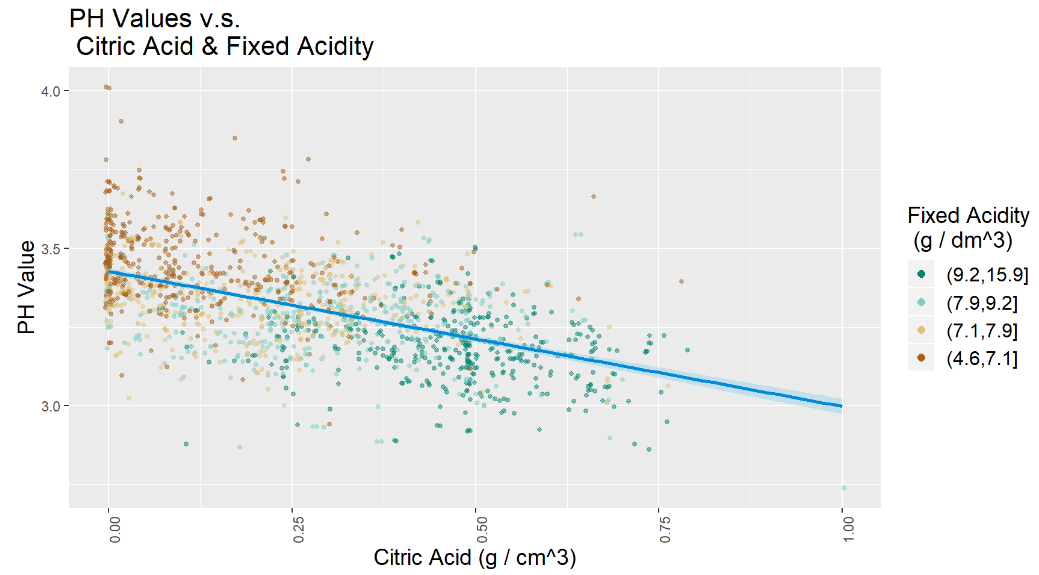 PH Values v.s.
Citric Acid & Fixed Acidity
PH Value
4.0
3.5
3.0
0.00
0.25
0.50
0.75
1.00
Citric Acid (g / cm^3)
Fixed Acidity
(g / dm^3)
(9.2,15.9]
(7.9,9.2]
(7.1,7.9]
(4.6,7.1]